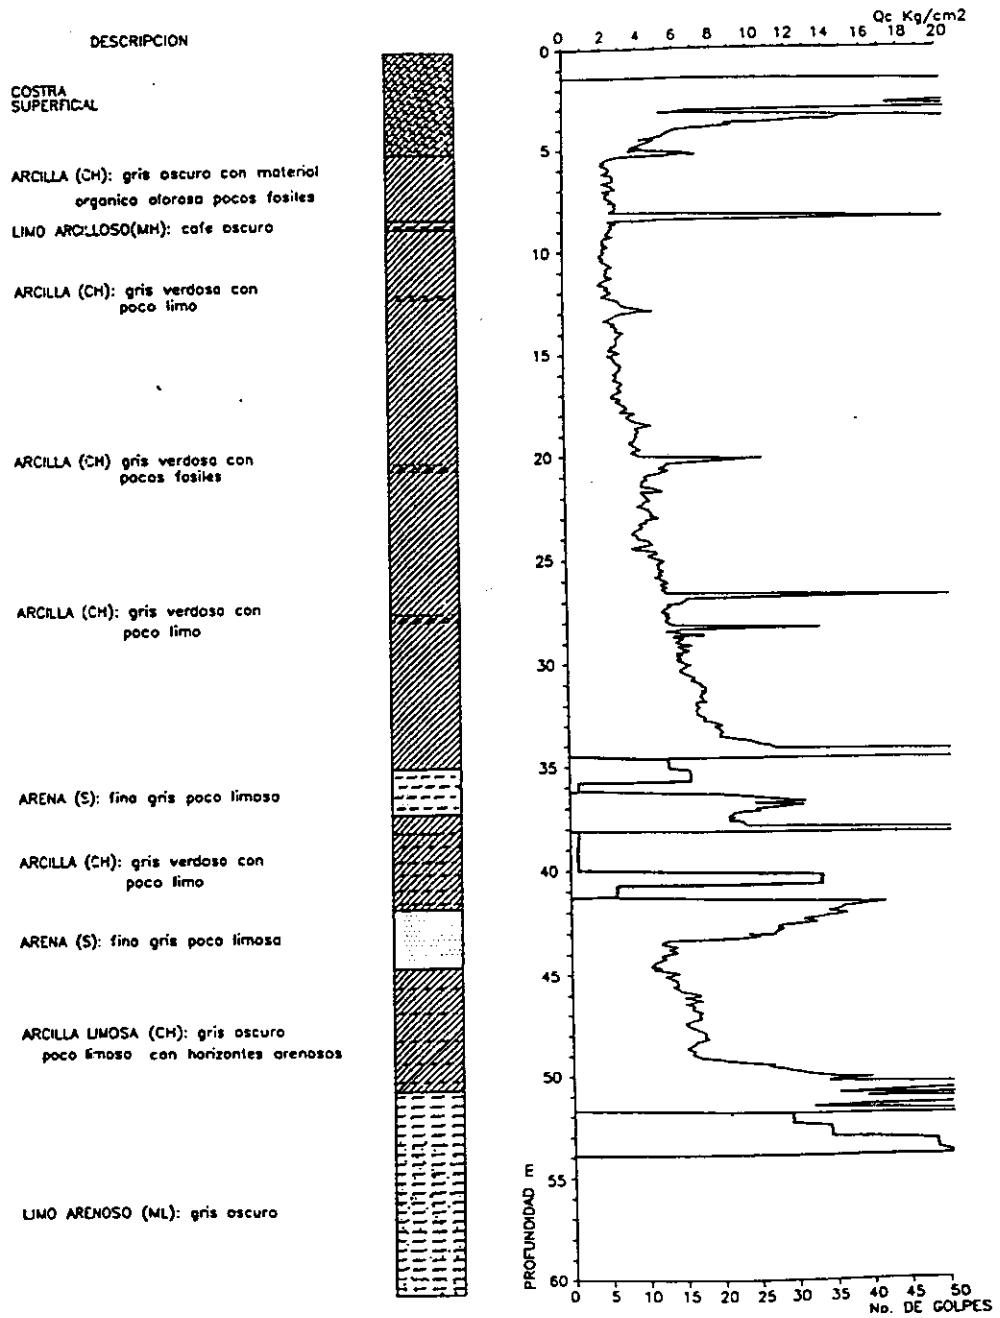 DESCRIPCION
COSTRA
SUPERFICAL
ARCILLA (CH): gris oscuro con material
organico olorosa pocos fosiles
LIMO ARCILLOSO(MH): cafe oscuro
ARCILLA (CH): gris verdosa con
poco limo
ARCILLA (CH) gris verdosa con
pocos fosiles
ARCILLA (CH): gris verdoso con
poco limo
ARENA (S): fina gris poco limosa
ARCILLA (CH): gris verdosa con
poco limo
ARENA (S): fina gris poco limosa
ARCILLA LIMOSA (CH): gris oscuro
poco limoso con horizontes arenosos
LIMO ARENOSO (ML): gris oscuro
Qc Kg/cm2
0 2 4 6 8 10 12 14 16 18 20
0
5
10
15
20
25
30
35
40
45
50
55
60
PROFUNDIDAD m
0 5 10 15 20 25 30 35 40 45 50
No. DE GOLPES